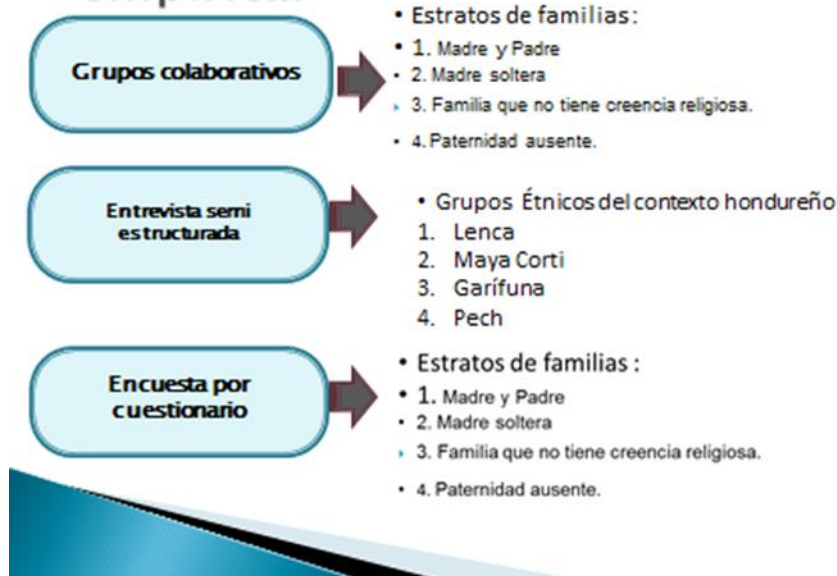 Grupos colaborativos
• Estratos de familias:
• 1. Madre y Padre
• 2. Madre soltera
3. Familia que no tiene creencia religiosa.
• 4. Paternidad ausente.
Entrevista semi
estructurada
• Grupos Étnicos del contexto hondureño
1. Lenca
2. Maya Corti
3. Garífuna
4. Pech
Encuesta por
cuestionario
• Estratos de familias :
• 1. Madre y Padre
• 2. Madre soltera
3. Familia que no tiene creencia religiosa.
• 4. Paternidad ausente.